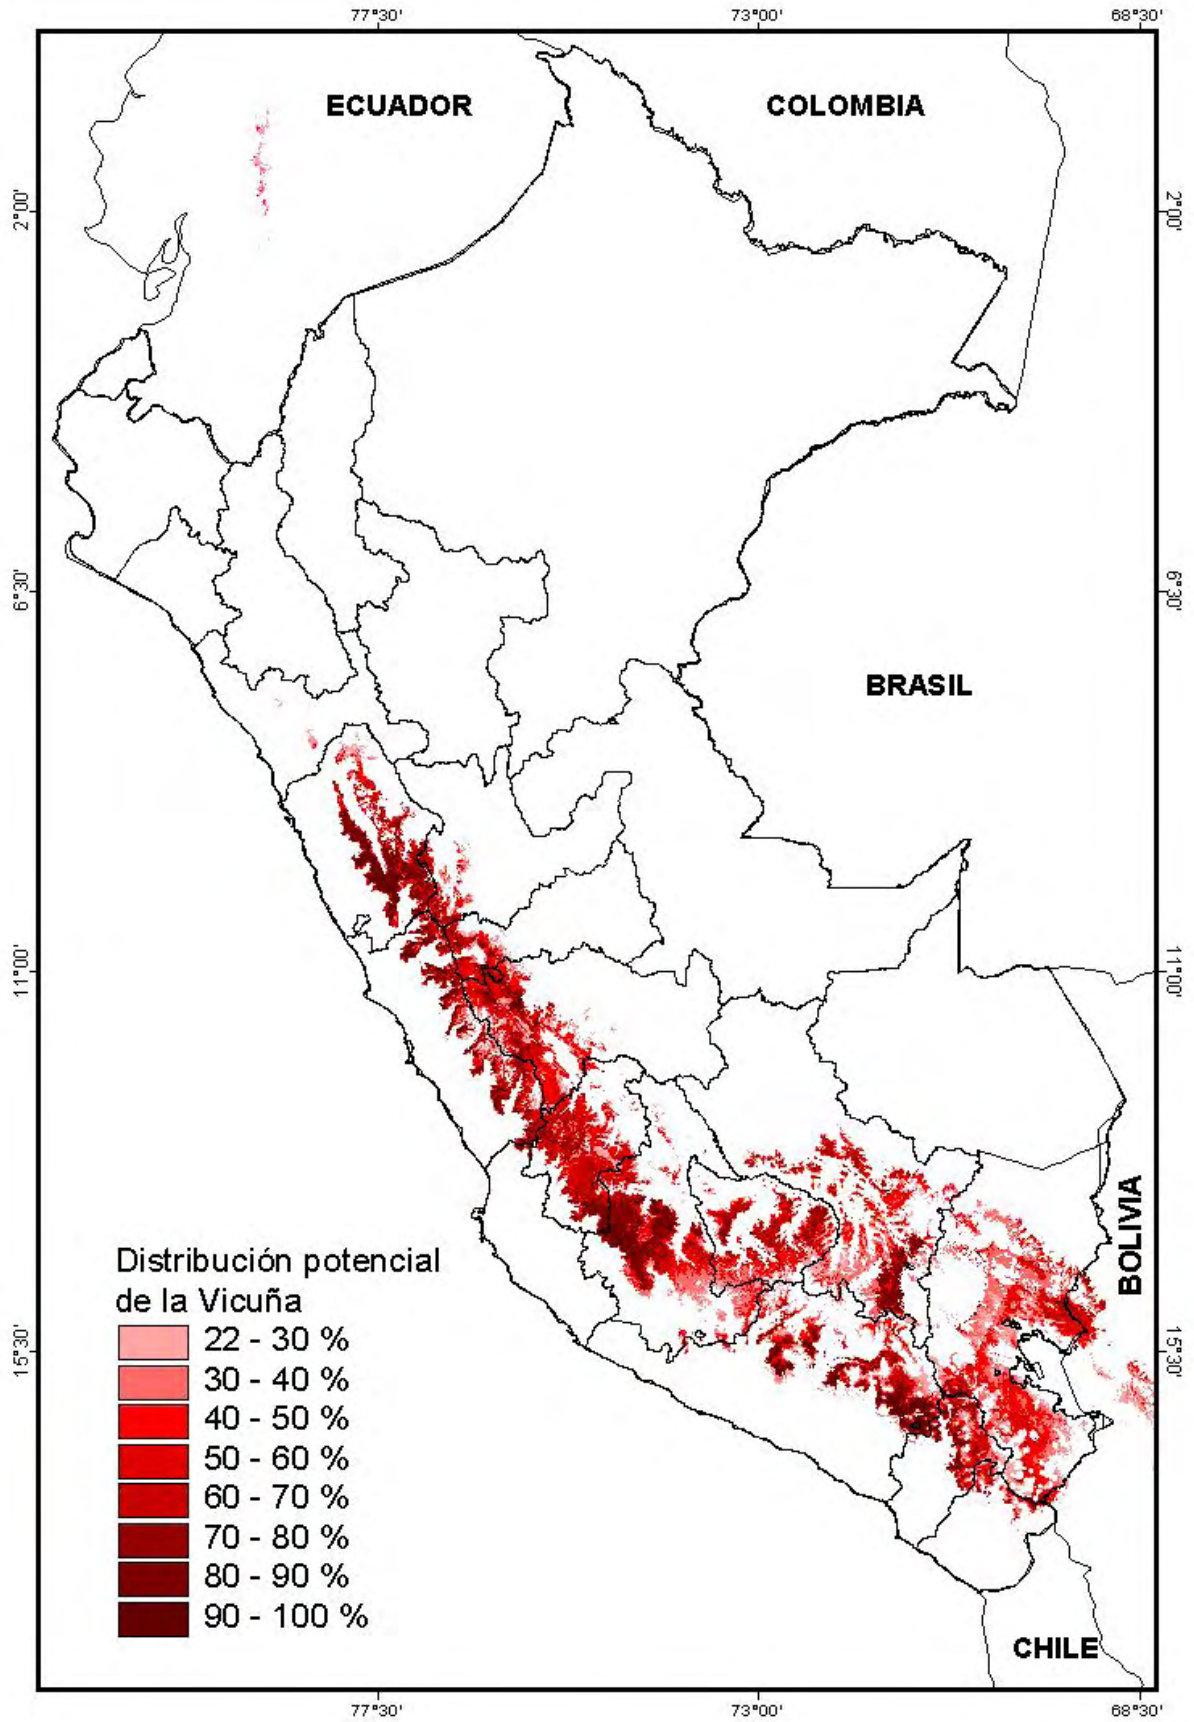 77°30'
73°00'
68°30'
ECUADOR
COLOMBIA
2°00'
2°00'
6°30'
6°30'
BRASIL
11°00'
11°00'
BOLIVIA
Distribución potencial
de la Vicuña
22 - 30 %
30 - 40 %
40 - 50 %
50 - 60 %
60 - 70 %
70 - 80 %
80 - 90 %
90 - 100 %
15°30'
15°30'
CHILE
77°30'
73°00'
68°30'